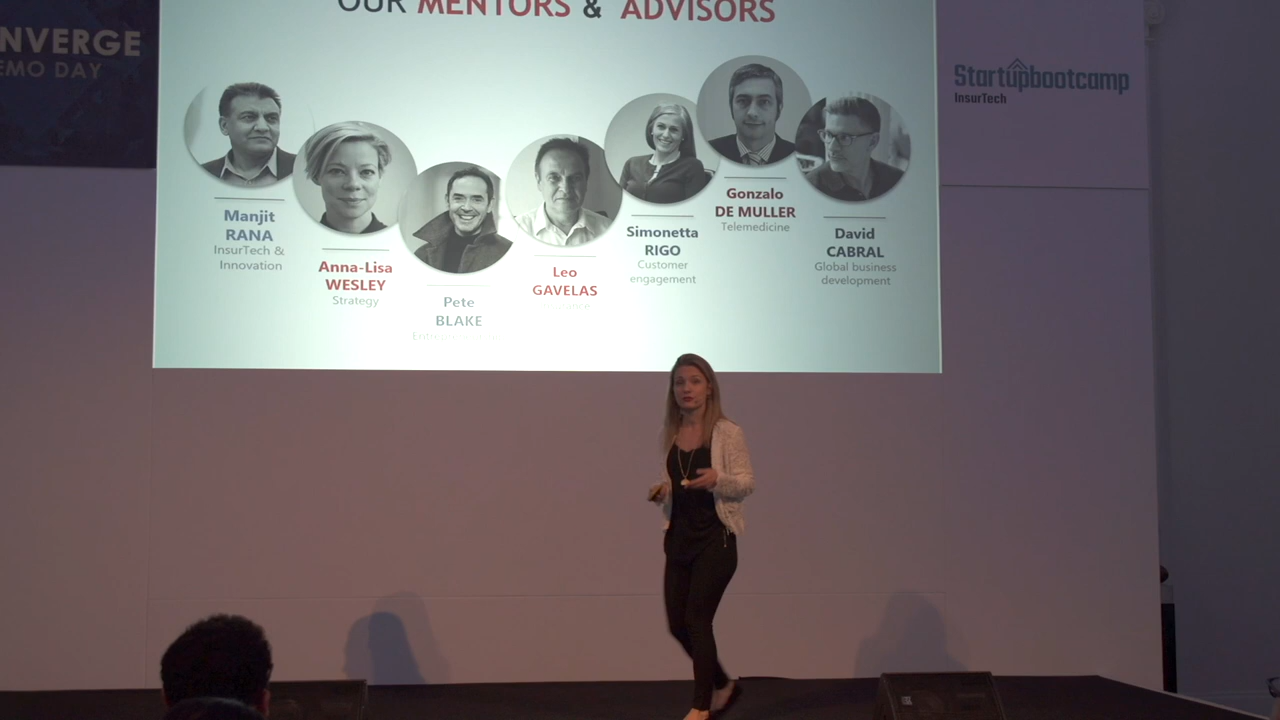 OUR MENTORS & ADVISORS
NVERGE
EMO DAY
Startupbootcamp
InsurTech
Manjit
RANA
InsurTech &
Innovation
Anna-Lisa
WESLEY
Strategy
Pete
BLAKE
Leo
GAVELAS
Simonetta
RIGO
Customer
engagement
Gonzalo
DE MULLER
Telemedicine
David
CABRAL
Global business
development